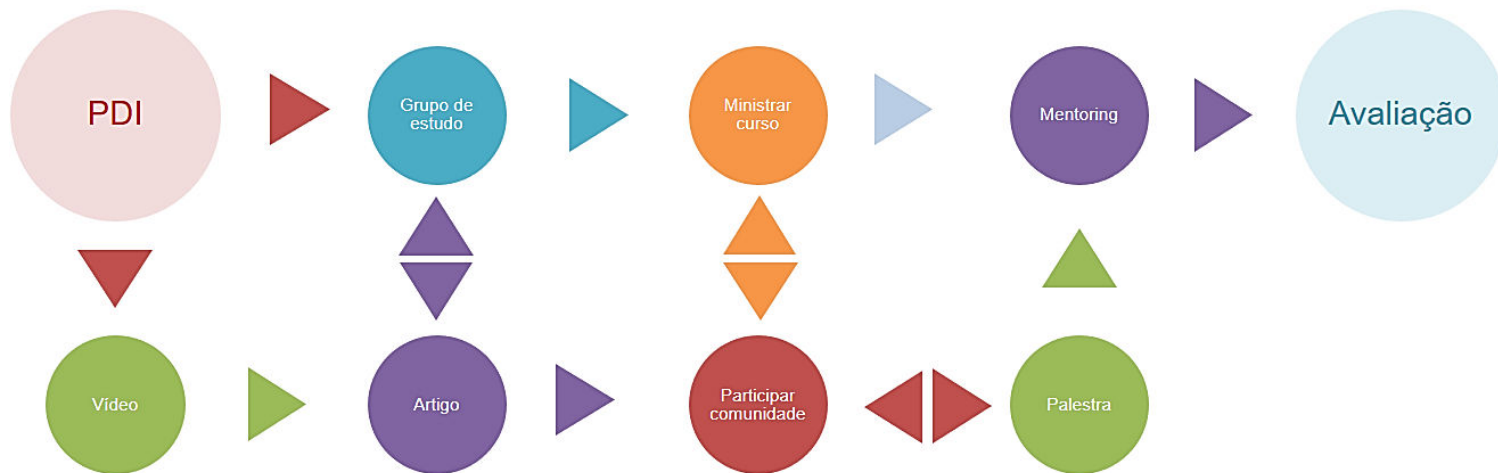 PDI
Grupo de
estudo
Ministrar
curso
Mentoring
Avaliação
Vídeo
Artigo
Participar
comunidade
Palestra